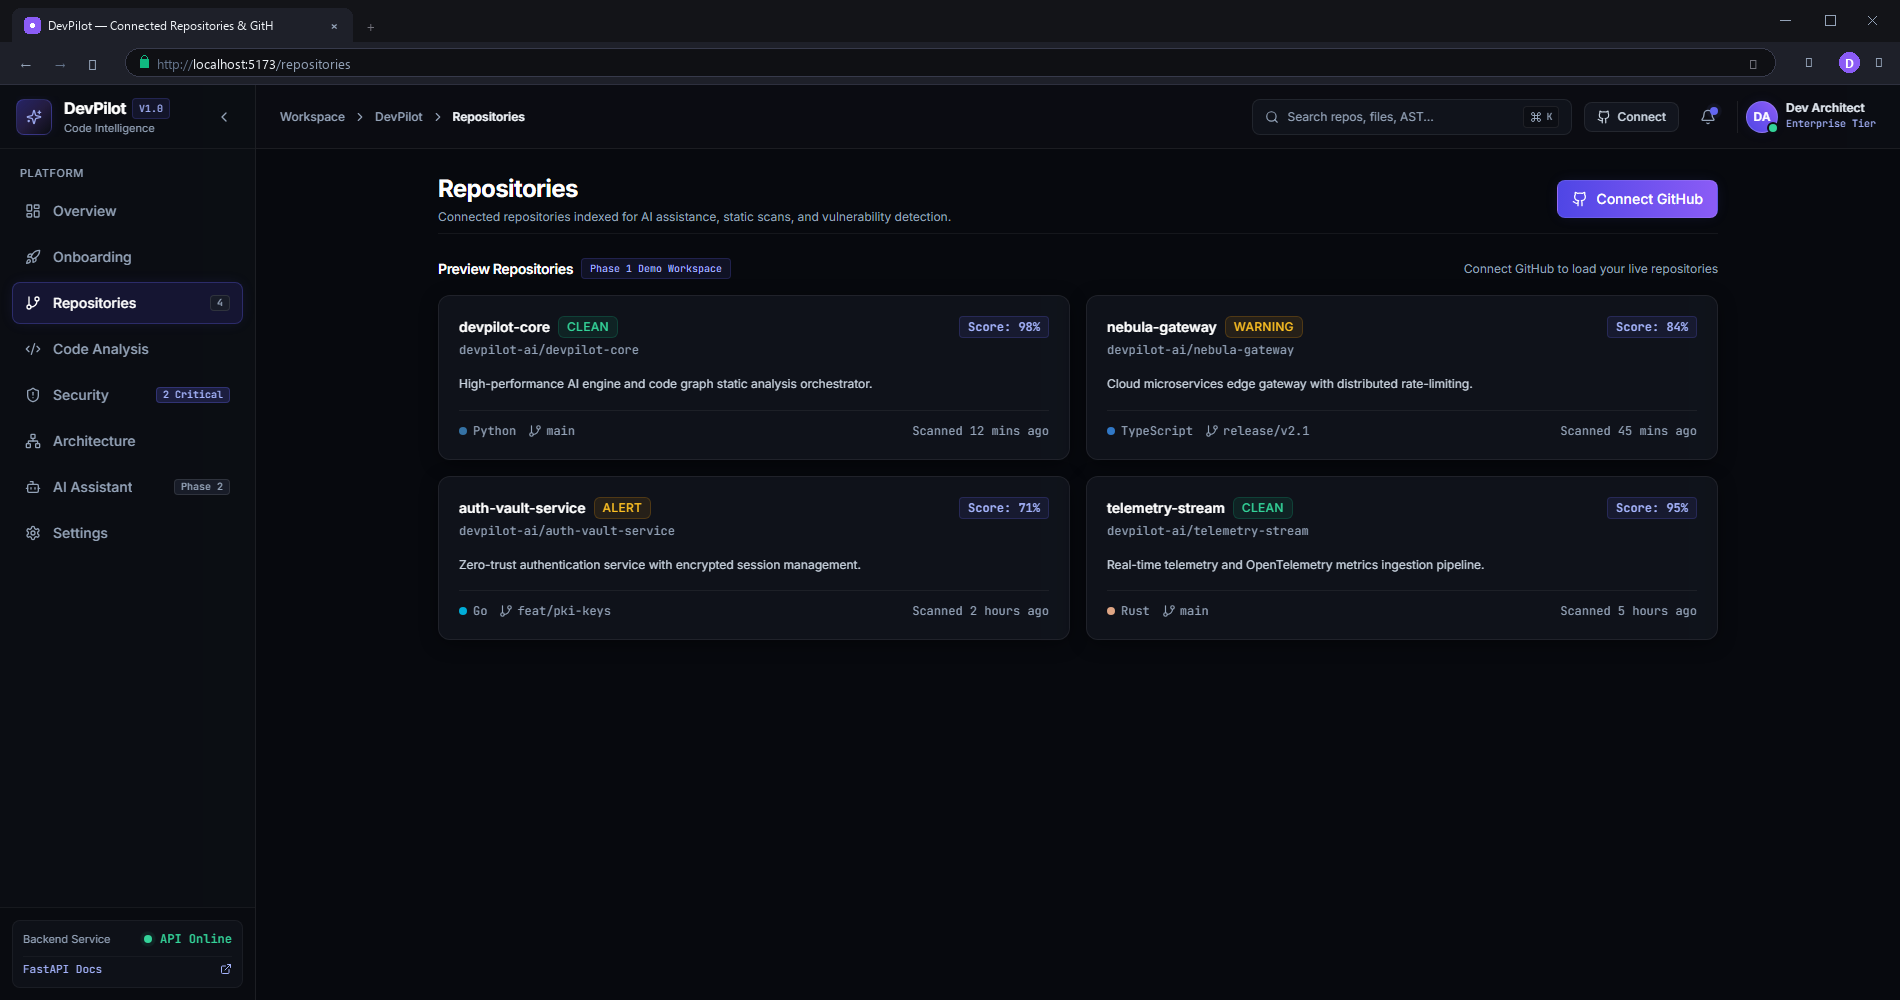 DevPilot — Connected Repositories & GitH
http://localhost:5173/repositories
D
DevPilot V1.0
Code Intelligence
Workspace > DevPilot > Repositories
Search repos, files, AST... ⌘ K
Connect
DA
Dev Architect
Enterprise Tier
PLATFORM
Overview
Onboarding
Repositories 4
Code Analysis
Security 2 Critical
Architecture
AI Assistant Phase 2
Settings
Backend Service API Online
FastAPI Docs
Repositories
Connected repositories indexed for AI assistance, static scans, and vulnerability detection.
Connect GitHub
Preview Repositories Phase 1 Demo Workspace
Connect GitHub to load your live repositories
devpilot-core CLEAN Score: 98%
devpilot-ai/devpilot-core
High-performance AI engine and code graph static analysis orchestrator.
Python main Scanned 12 mins ago
nebula-gateway WARNING Score: 84%
devpilot-ai/nebula-gateway
Cloud microservices edge gateway with distributed rate-limiting.
TypeScript release/v2.1 Scanned 45 mins ago
auth-vault-service ALERT Score: 71%
devpilot-ai/auth-vault-service
Zero-trust authentication service with encrypted session management.
Go feat/pki-keys Scanned 2 hours ago
telemetry-stream CLEAN Score: 95%
devpilot-ai/telemetry-stream
Real-time telemetry and OpenTelemetry metrics ingestion pipeline.
Rust main Scanned 5 hours ago